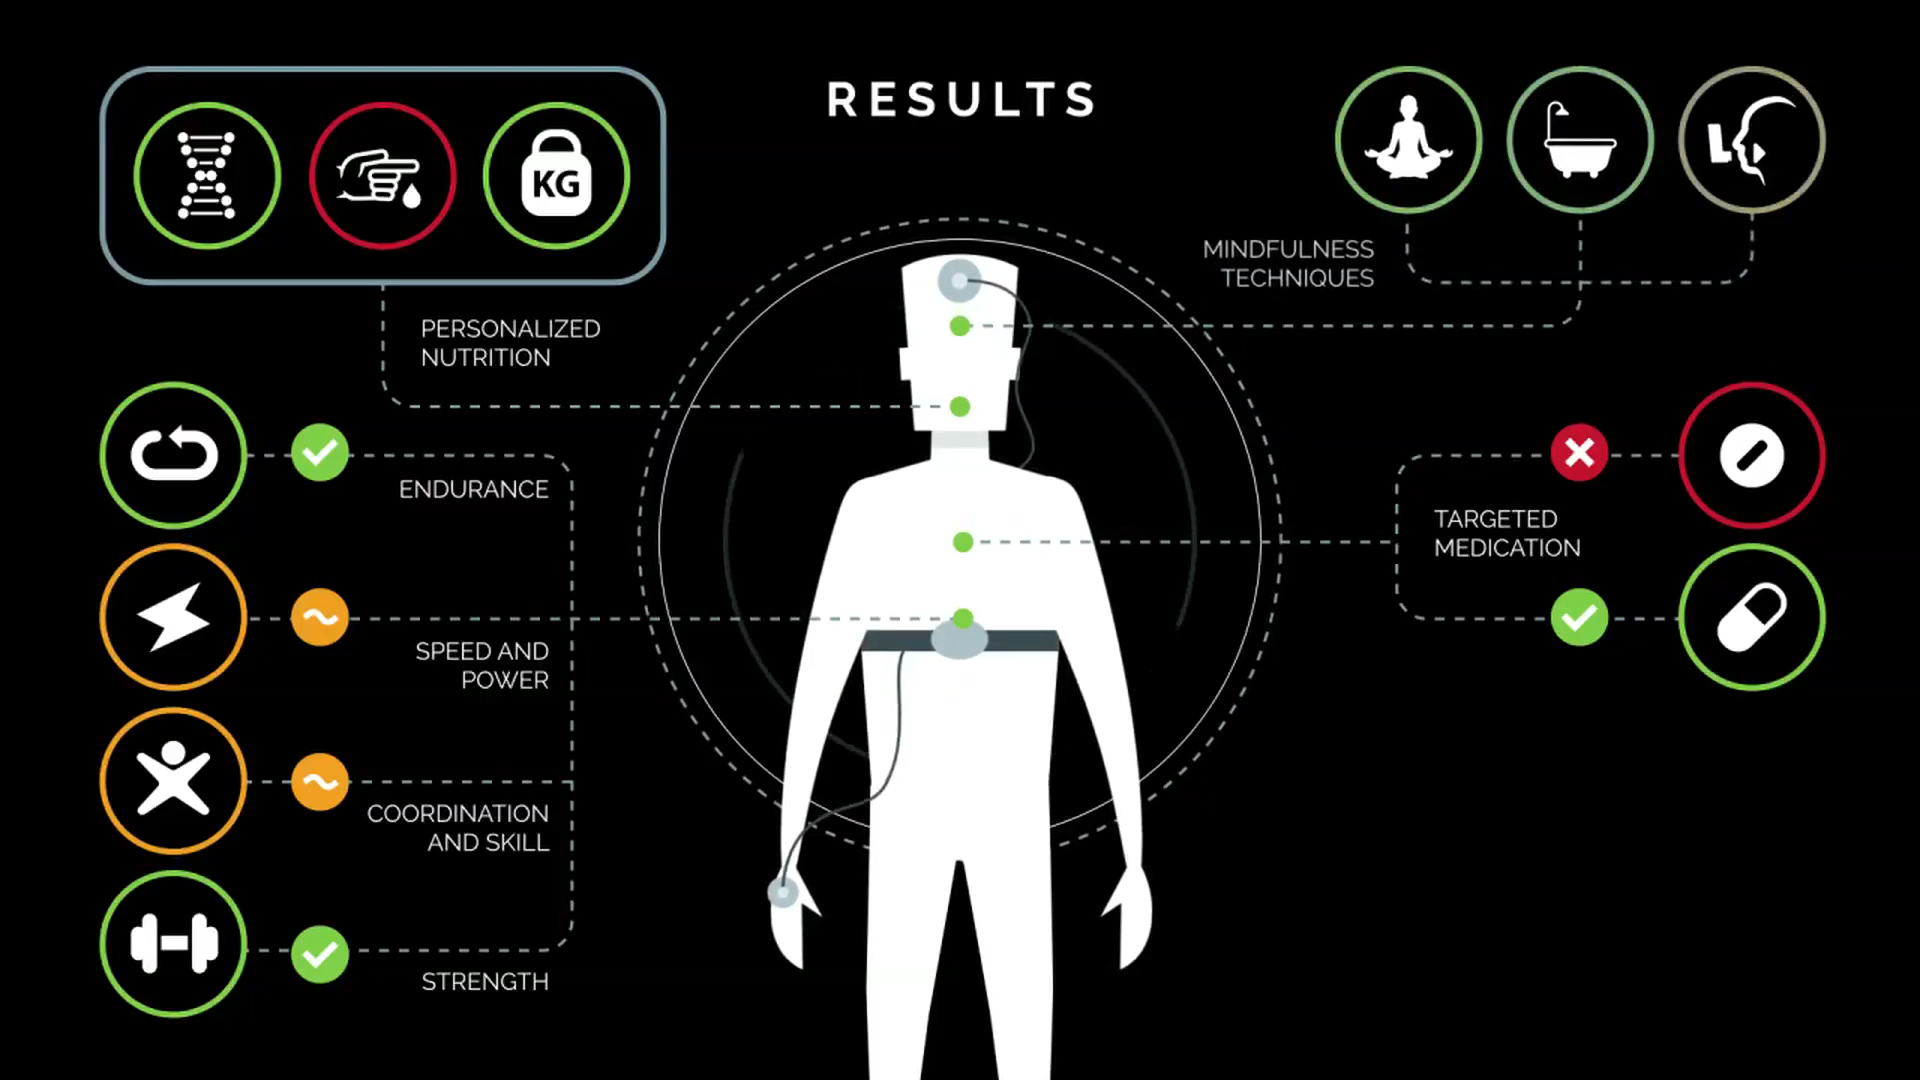 RESULTS
KG
MINDFULNESS
TECHNIQUES
PERSONALIZED
NUTRITION
ENDURANCE
TARGETED
MEDICATION
SPEED AND
POWER
COORDINATION
AND SKILL
STRENGTH